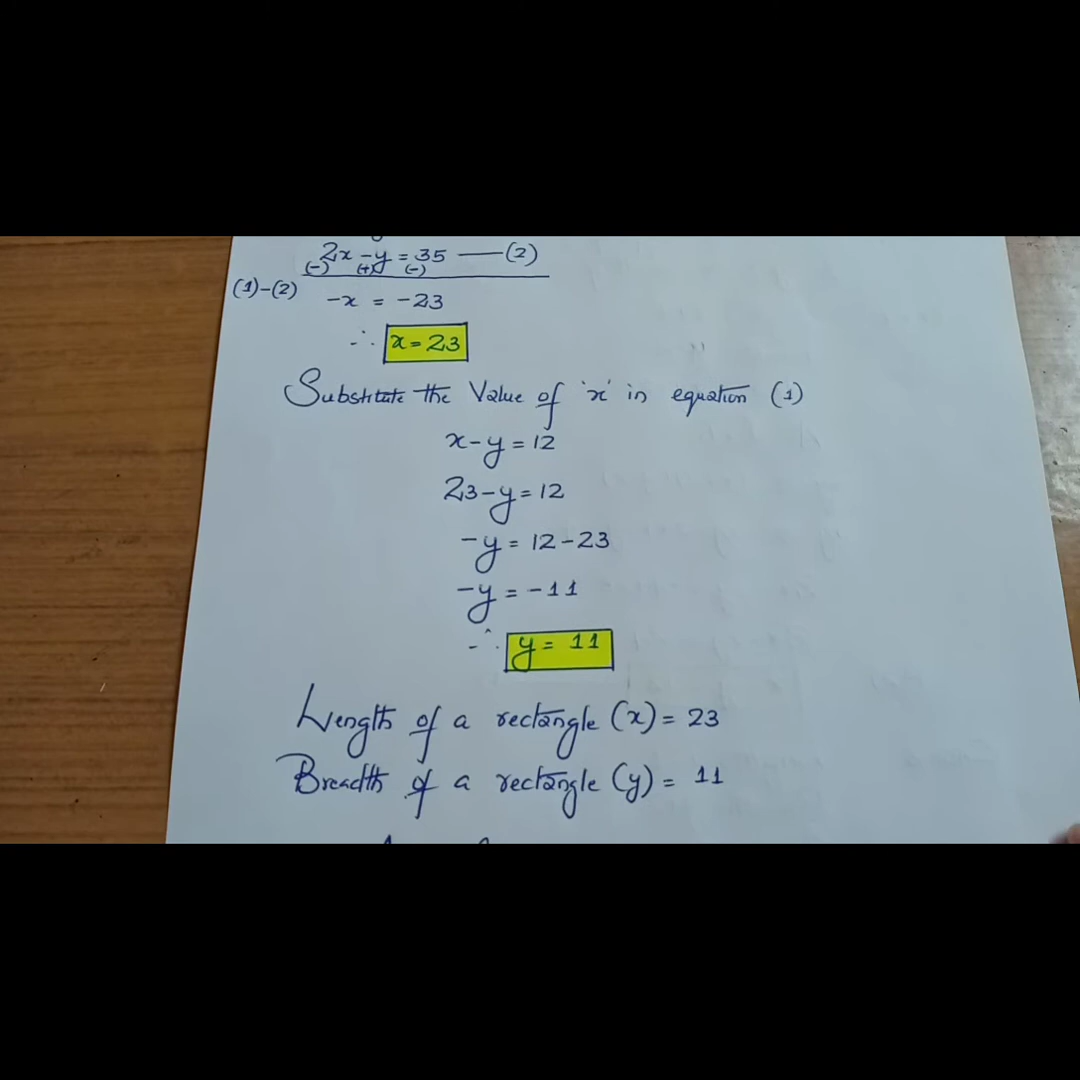 2x - y = 35 —— (2)
(-) (+) (-)
(1)-(2)
-x = -23
∴ x = 23
Substitute the Value of 'x' in equation (1)
x - y = 12
23 - y = 12
-y = 12 - 23
-y = -11
∴ y = 11
Length of a rectangle (x) = 23
Breadth of a rectangle (y) = 11